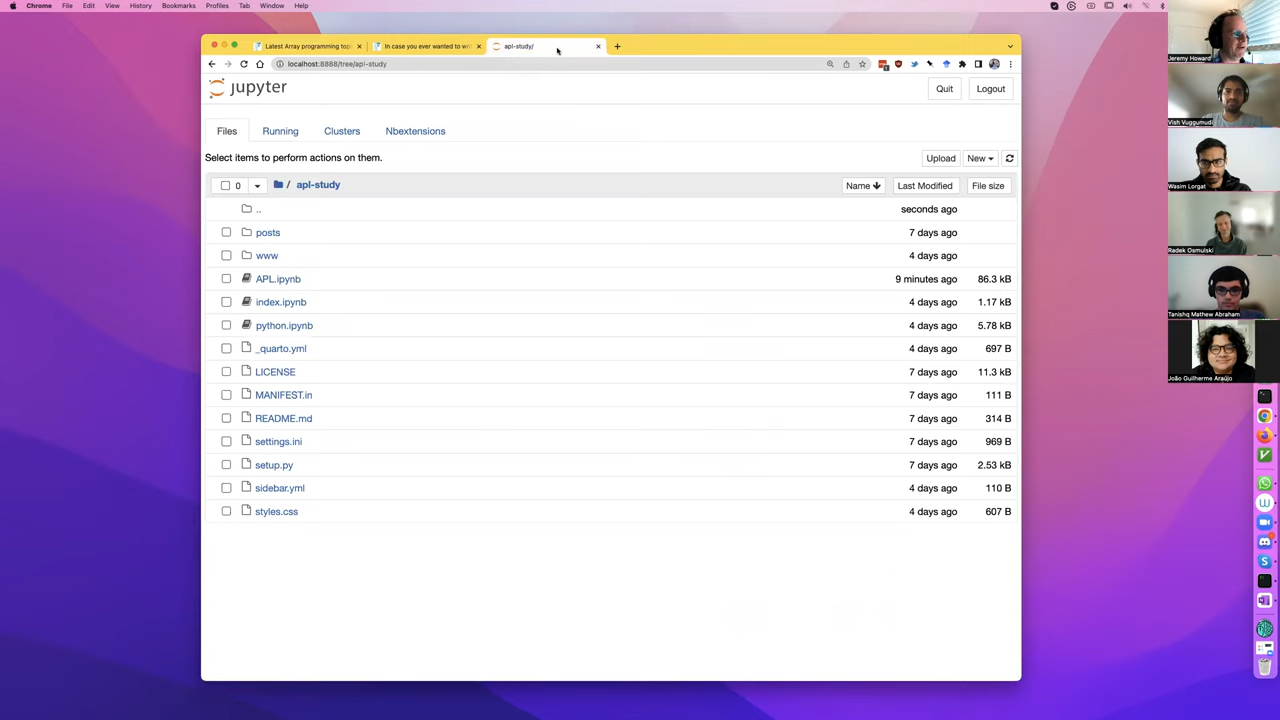 Chrome File Edit View History Bookmarks Profiles Tab Window Help
Latest Array programming top
In case you ever wanted to wri
apl-study/
localhost:8888/tree/apl-study
jupyter
Quit
Logout
Files
Running
Clusters
Nbextensions
Select items to perform actions on them.
Upload
New
0
/ apl-study
Name
Last Modified
File size
.. seconds ago
posts 7 days ago
www 4 days ago
APL.ipynb 9 minutes ago 86.3 kB
index.ipynb 4 days ago 1.17 kB
python.ipynb 4 days ago 5.78 kB
_quarto.yml 4 days ago 697 B
LICENSE 7 days ago 11.3 kB
MANIFEST.in 7 days ago 111 B
README.md 7 days ago 314 B
settings.ini 7 days ago 969 B
setup.py 7 days ago 2.53 kB
sidebar.yml 4 days ago 110 B
styles.css 4 days ago 607 B
Jeremy Howard
Vish Vuggumudi
Wasim Lorgat
Radek Osmulski
Tanishq Mathew Abraham
João Guilherme Araújo